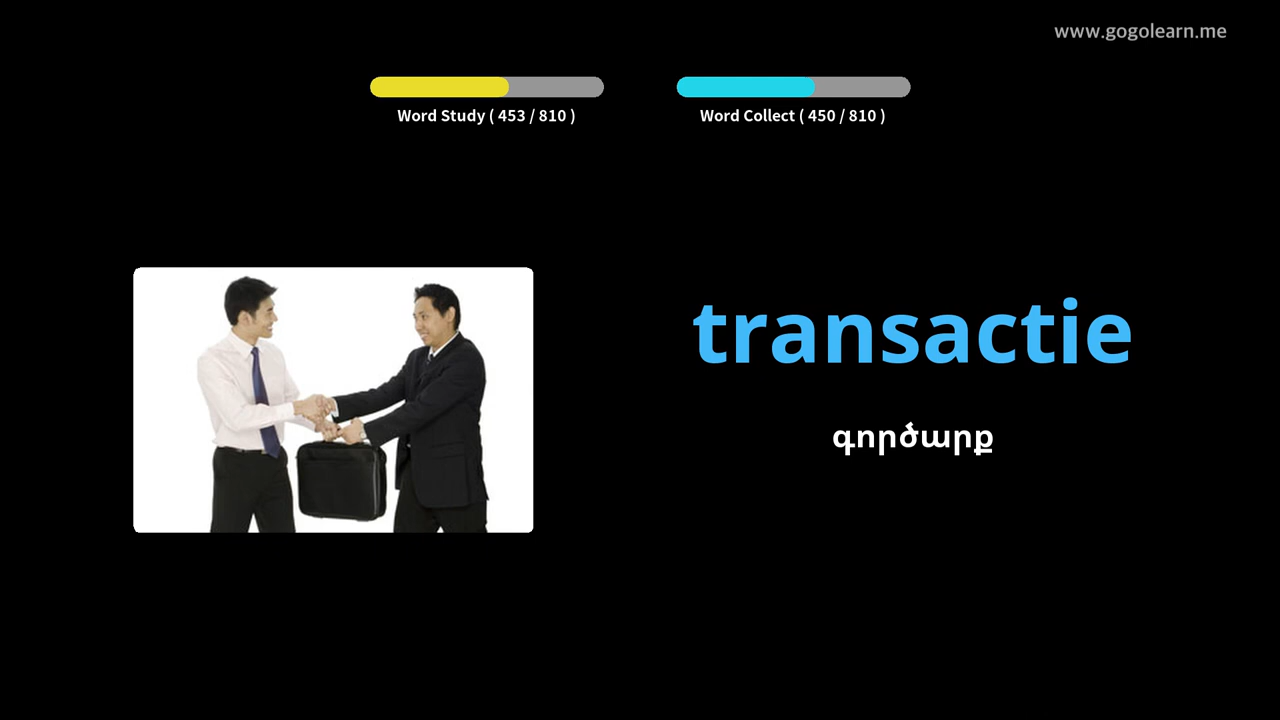 www.gogolearn.me
Word Study ( 453 / 810 )
Word Collect ( 450 / 810 )
transactie
գործարք